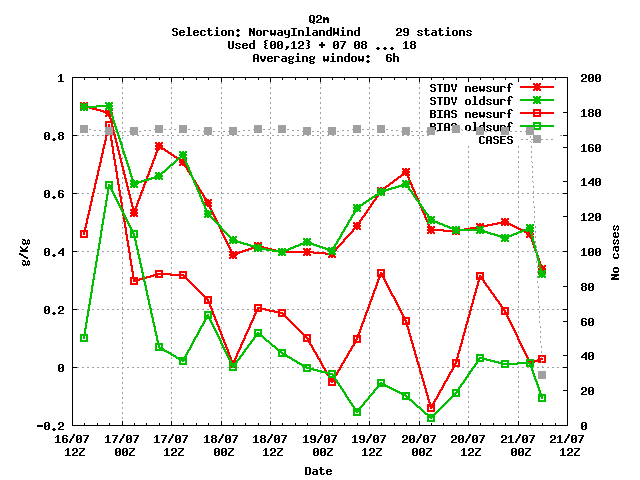 Q2m
Selection: NorwayInlandWind 29 stations
Used {00,12} + 07 08 ... 18
Averaging window: 6h
1
0.8
0.6
0.4
0.2
0
-0.2
g/Kg
200
180
160
140
120
100
80
60
40
20
0
No cases
STDV newsurf
STDV oldsurf
BIAS newsurf
BIAS oldsurf
CASES
16/07 17/07 17/07 18/07 18/07 19/07 19/07 20/07 20/07 21/07 21/07
12Z 00Z 12Z 00Z 12Z 00Z 12Z 00Z 12Z 00Z 12Z
Date